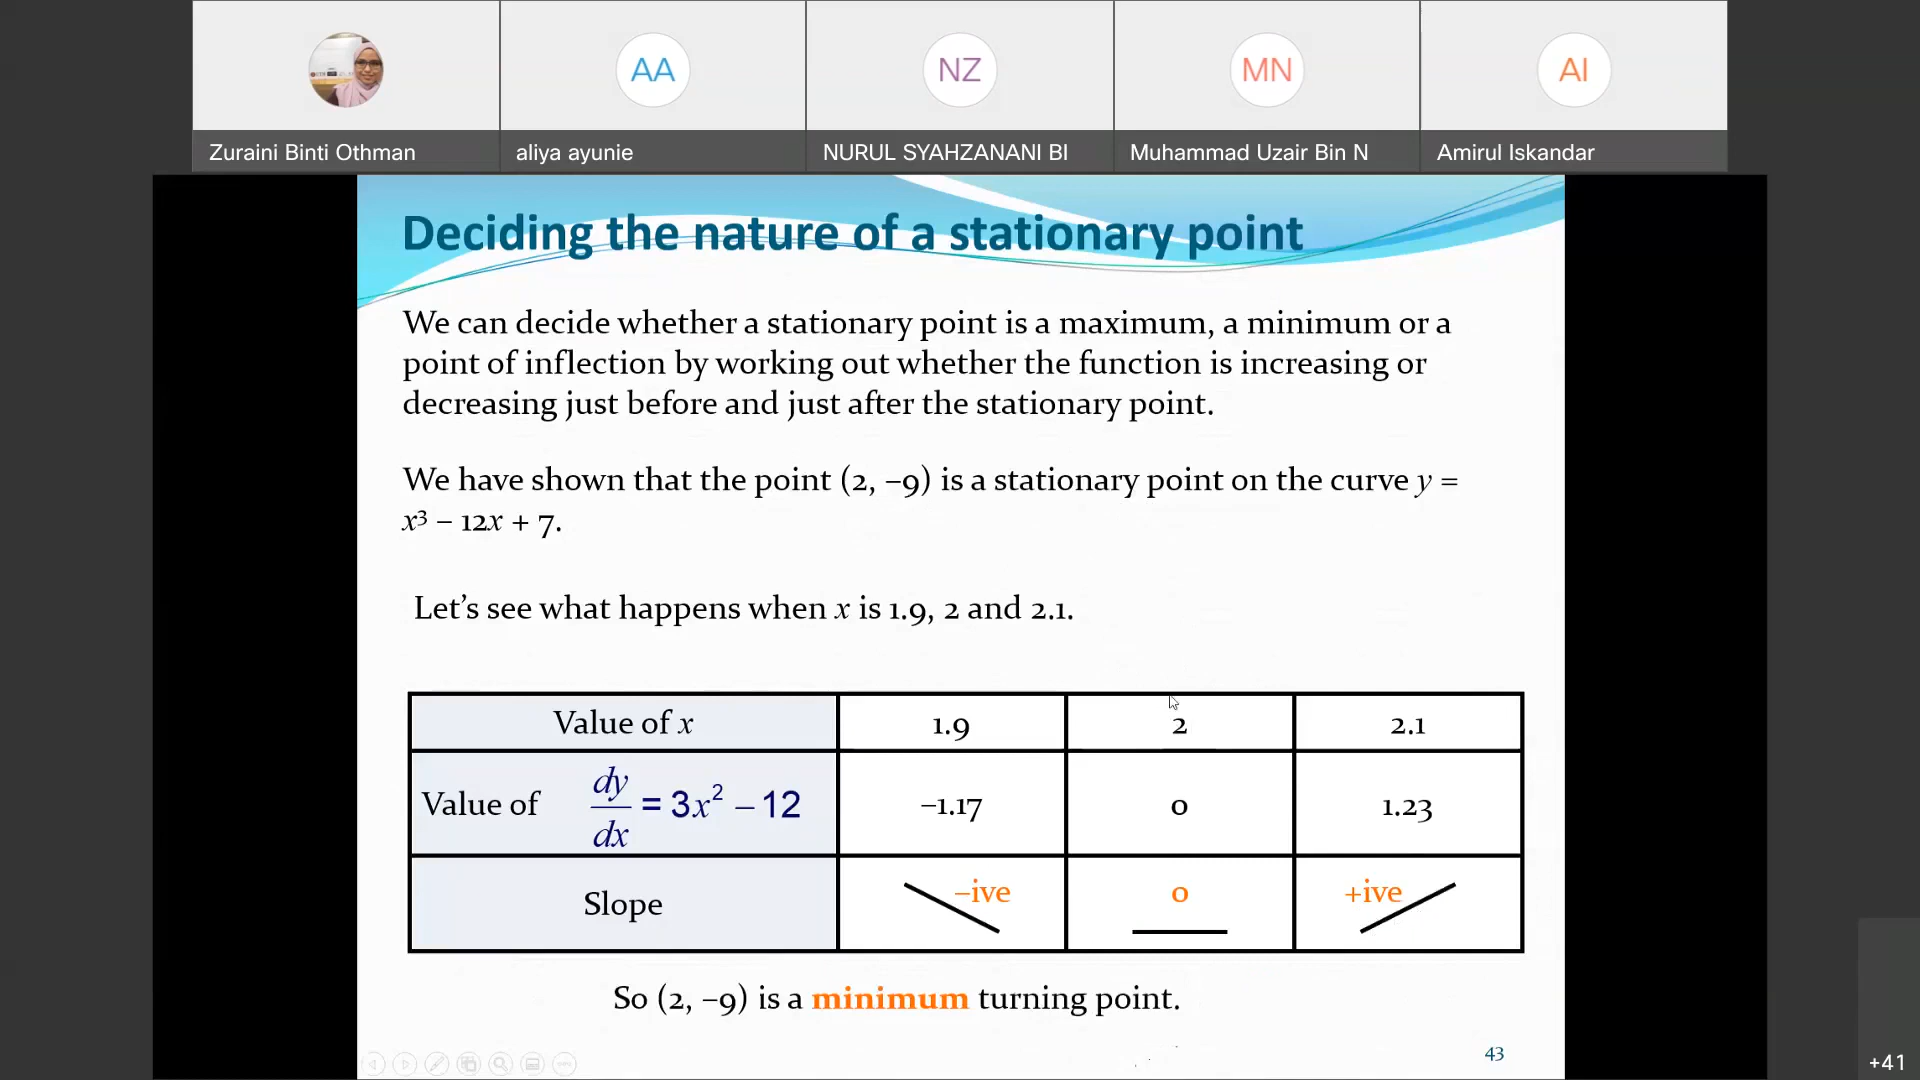 AA
NZ
MN
AI
Zuraini Binti Othman
aliya ayunie
NURUL SYAHZANANI BI
Muhammad Uzair Bin N
Amirul Iskandar
Deciding the nature of a stationary point
We can decide whether a stationary point is a maximum, a minimum or a
point of inflection by working out whether the function is increasing or
decreasing just before and just after the stationary point.
We have shown that the point (2, –9) is a stationary point on the curve y =
x³ – 12x + 7.
Let’s see what happens when x is 1.9, 2 and 2.1.
Value of x 1.9 2 2.1
Value of dy/dx = 3x² – 12 –1.17 0 1.23
Slope –ive 0 +ive
So (2, –9) is a minimum turning point.
43
+41